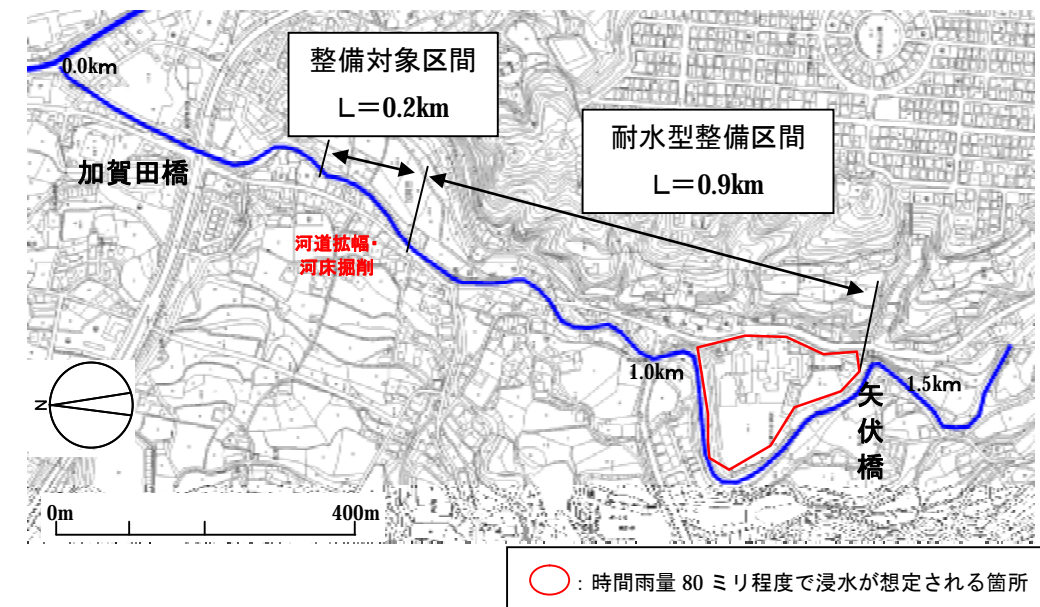 0.0km
整備対象区間
L=0.2km
耐水型整備区間
L=0.9km
加賀田橋
河道拡幅・
河床掘削
1.0km
1.5km
矢伏橋
N
0m
400m
:時間雨量 80 ミリ程度で浸水が想定される箇所